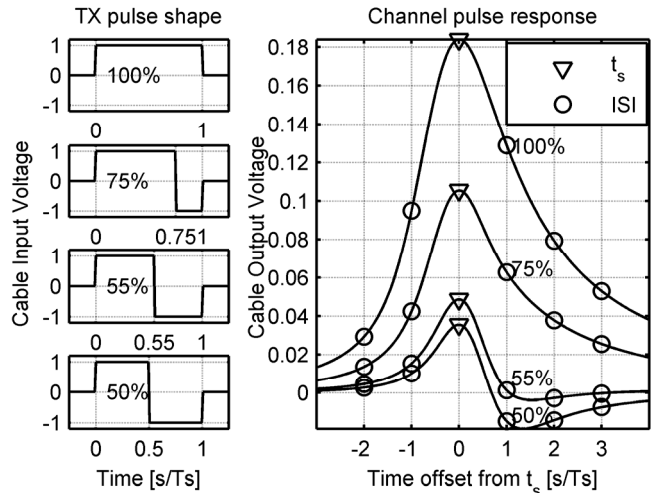 TX pulse shape
Cable Input Voltage
1
0
-1
100%
0 1
1
0
-1
75%
0 0.751
1
0
-1
55%
0 0.55 1
1
0
-1
50%
0 0.5 1
Time [s/Ts]
Channel pulse response
Cable Output Voltage
0.18
0.16
0.14
0.12
0.1
0.08
0.06
0.04
0.02
0
ts
ISI
100%
75%
55%
50%
-2 -1 0 1 2 3
Time offset from ts [s/Ts]